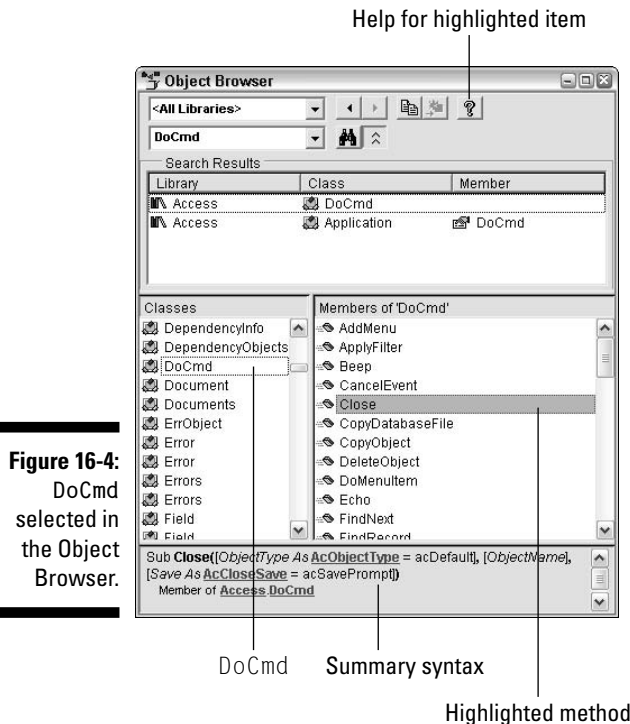 Help for highlighted item
Object Browser
<All Libraries>
DoCmd
Search Results
Library Class Member
Access DoCmd
Access Application DoCmd
Classes Members of 'DoCmd'
DependencyInfo AddMenu
DependencyObjects ApplyFilter
DoCmd Beep
Document CancelEvent
Documents Close
ErrObject CopyDatabaseFile
Error CopyObject
Error DeleteObject
Errors DoMenuItem
Errors Echo
Field FindNext
Field FindRecord
Sub Close([ObjectType As AcObjectType = acDefault], [ObjectName],
[Save As AcCloseSave = acSavePrompt])
Member of Access.DoCmd
Figure 16-4:
DoCmd
selected in
the Object
Browser.
DoCmd Summary syntax
Highlighted method